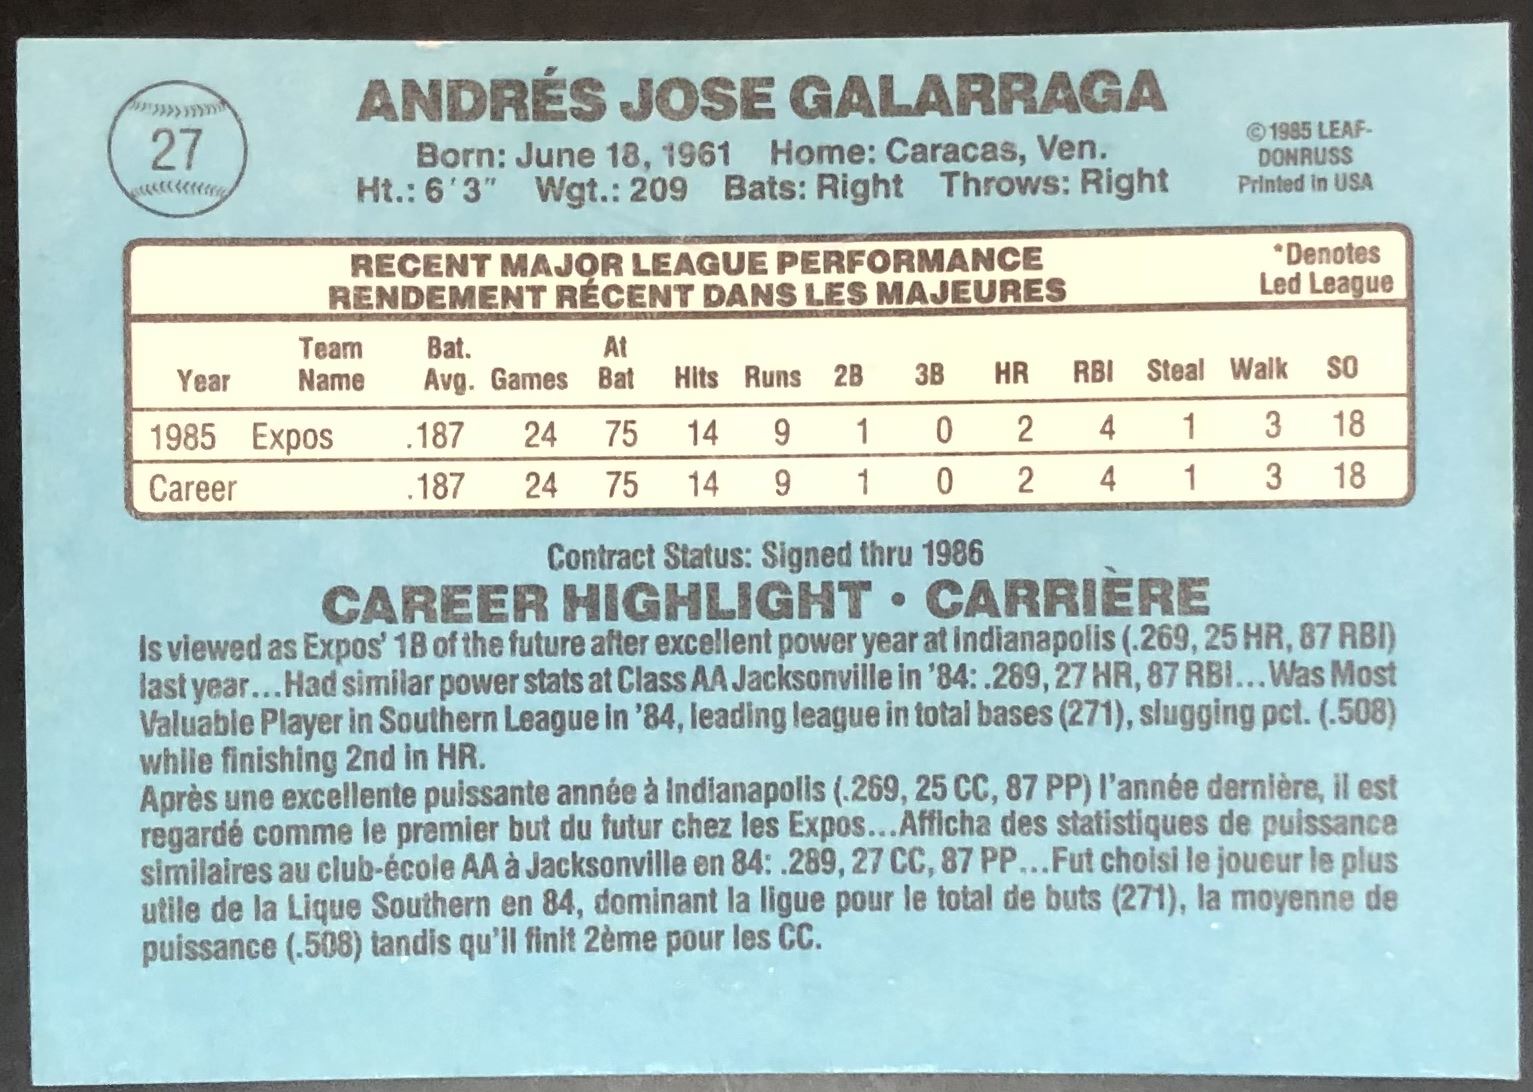 27
ANDRÉS JOSE GALARRAGA
Born: June 18, 1961 Home: Caracas, Ven.
Ht.: 6'3" Wgt.: 209 Bats: Right Throws: Right
©1985 LEAF-
DONRUSS
Printed in USA
RECENT MAJOR LEAGUE PERFORMANCE
RENDEMENT RÉCENT DANS LES MAJEURES
*Denotes
Led League
Year Team Name Bat. Avg. Games At Bat Hits Runs 2B 3B HR RBI Steal Walk SO
1985 Expos .187 24 75 14 9 1 0 2 4 1 3 18
Career .187 24 75 14 9 1 0 2 4 1 3 18
Contract Status: Signed thru 1986
CAREER HIGHLIGHT • CARRIÈRE
Is viewed as Expos' 1B of the future after excellent power year at Indianapolis (.269, 25 HR, 87 RBI)
last year...Had similar power stats at Class AA Jacksonville in '84: .289, 27 HR, 87 RBI...Was Most
Valuable Player in Southern League in '84, leading league in total bases (271), slugging pct. (.508)
while finishing 2nd in HR.
Après une excellente puissante année à Indianapolis (.269, 25 CC, 87 PP) l'année dernière, il est
regardé comme le premier but du futur chez les Expos...Afficha des statistiques de puissance
similaires au club-école AA à Jacksonville en 84: .289, 27 CC, 87 PP...Fut choisi le joueur le plus
utile de la Lique Southern en 84, dominant la ligue pour le total de buts (271), la moyenne de
puissance (.508) tandis qu'il finit 2ème pour les CC.